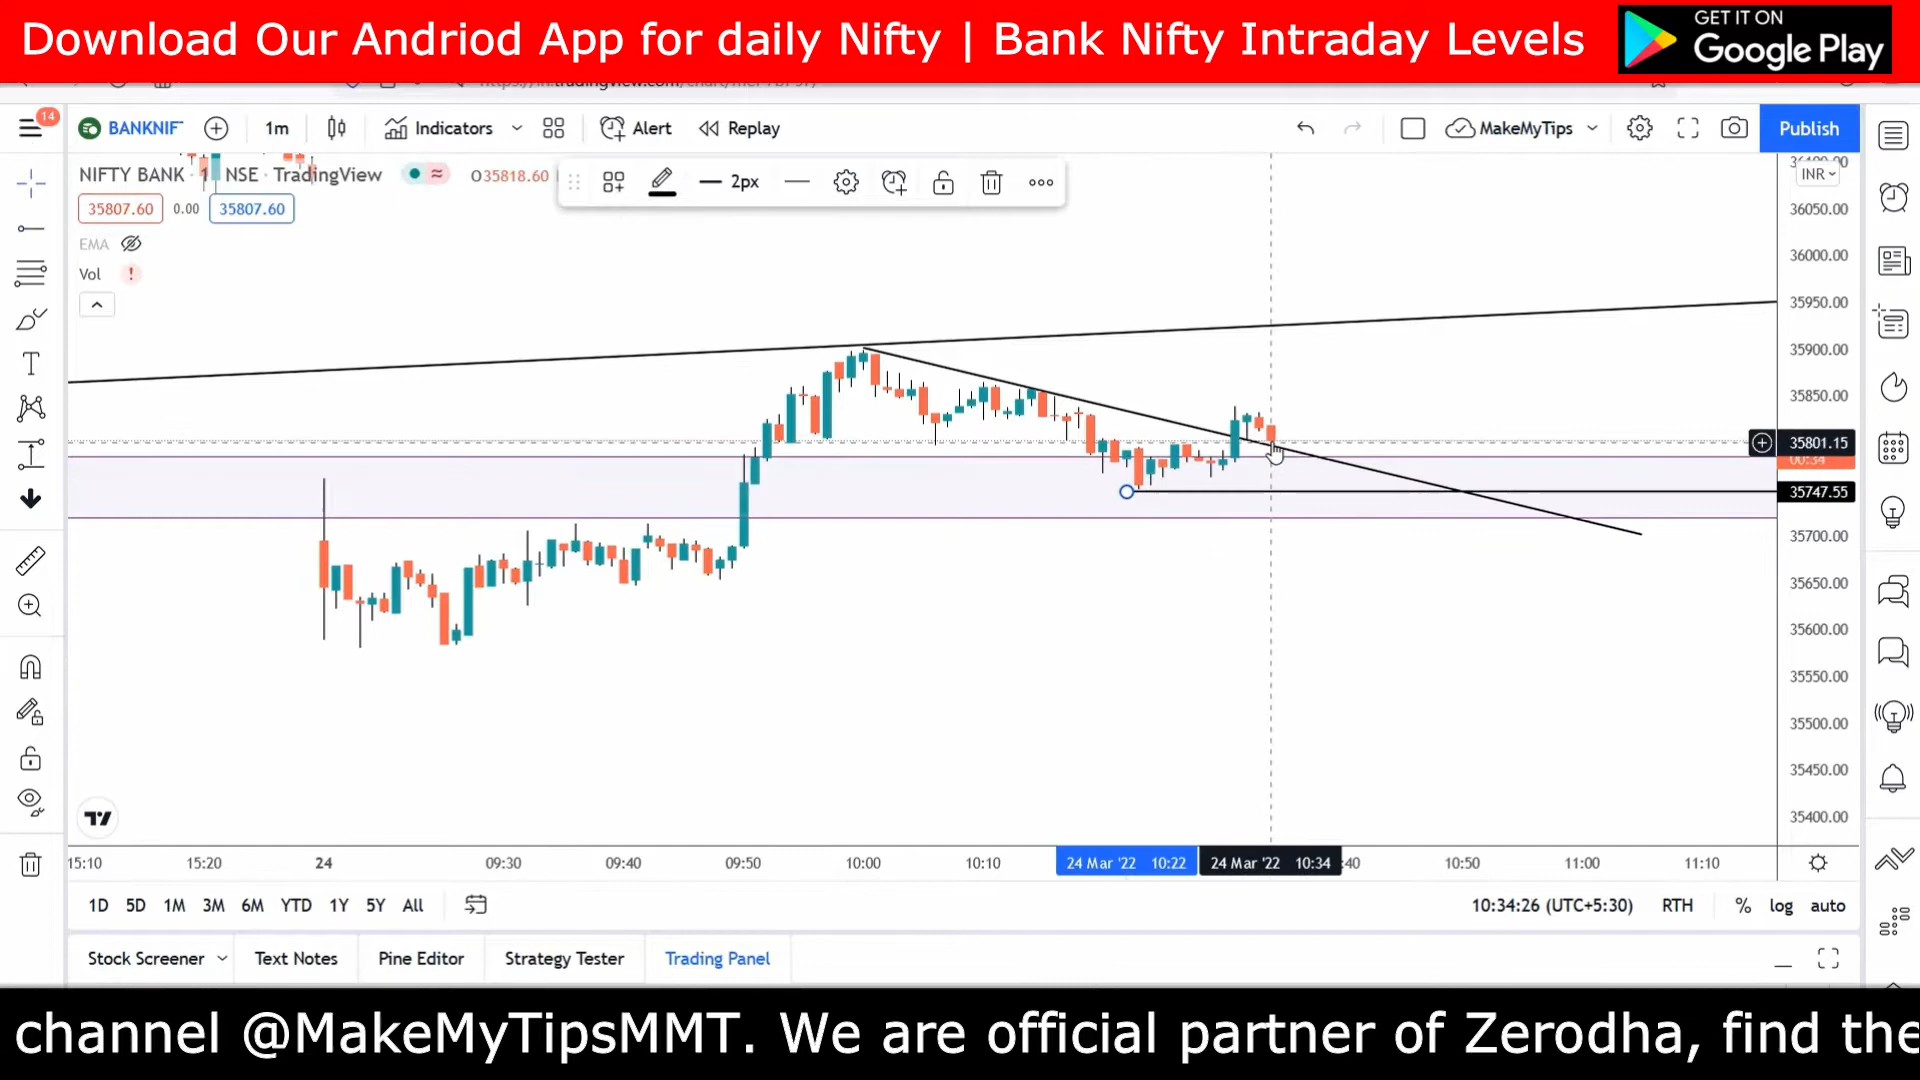 Download Our Andriod App for daily Nifty | Bank Nifty Intraday Levels
GET IT ON
Google Play
14
BANKNIF
1m
Indicators
Alert
Replay
MakeMyTips
Publish
NIFTY BANK · 1 · NSE · TradingView
O35818.60
2px
35807.60 0.00 35807.60
EMA
Vol
INR
36050.00
36000.00
35950.00
35900.00
35850.00
35801.15
00:34
35747.55
35700.00
35650.00
35600.00
35550.00
35500.00
35450.00
35400.00
15:10 15:20 24 09:30 09:40 09:50 10:00 10:10 24 Mar '22 10:22 24 Mar '22 10:34 :40 10:50 11:00 11:10
1D 5D 1M 3M 6M YTD 1Y 5Y All
10:34:26 (UTC+5:30) RTH % log auto
Stock Screener Text Notes Pine Editor Strategy Tester Trading Panel
channel @MakeMyTipsMMT. We are official partner of Zerodha, find the